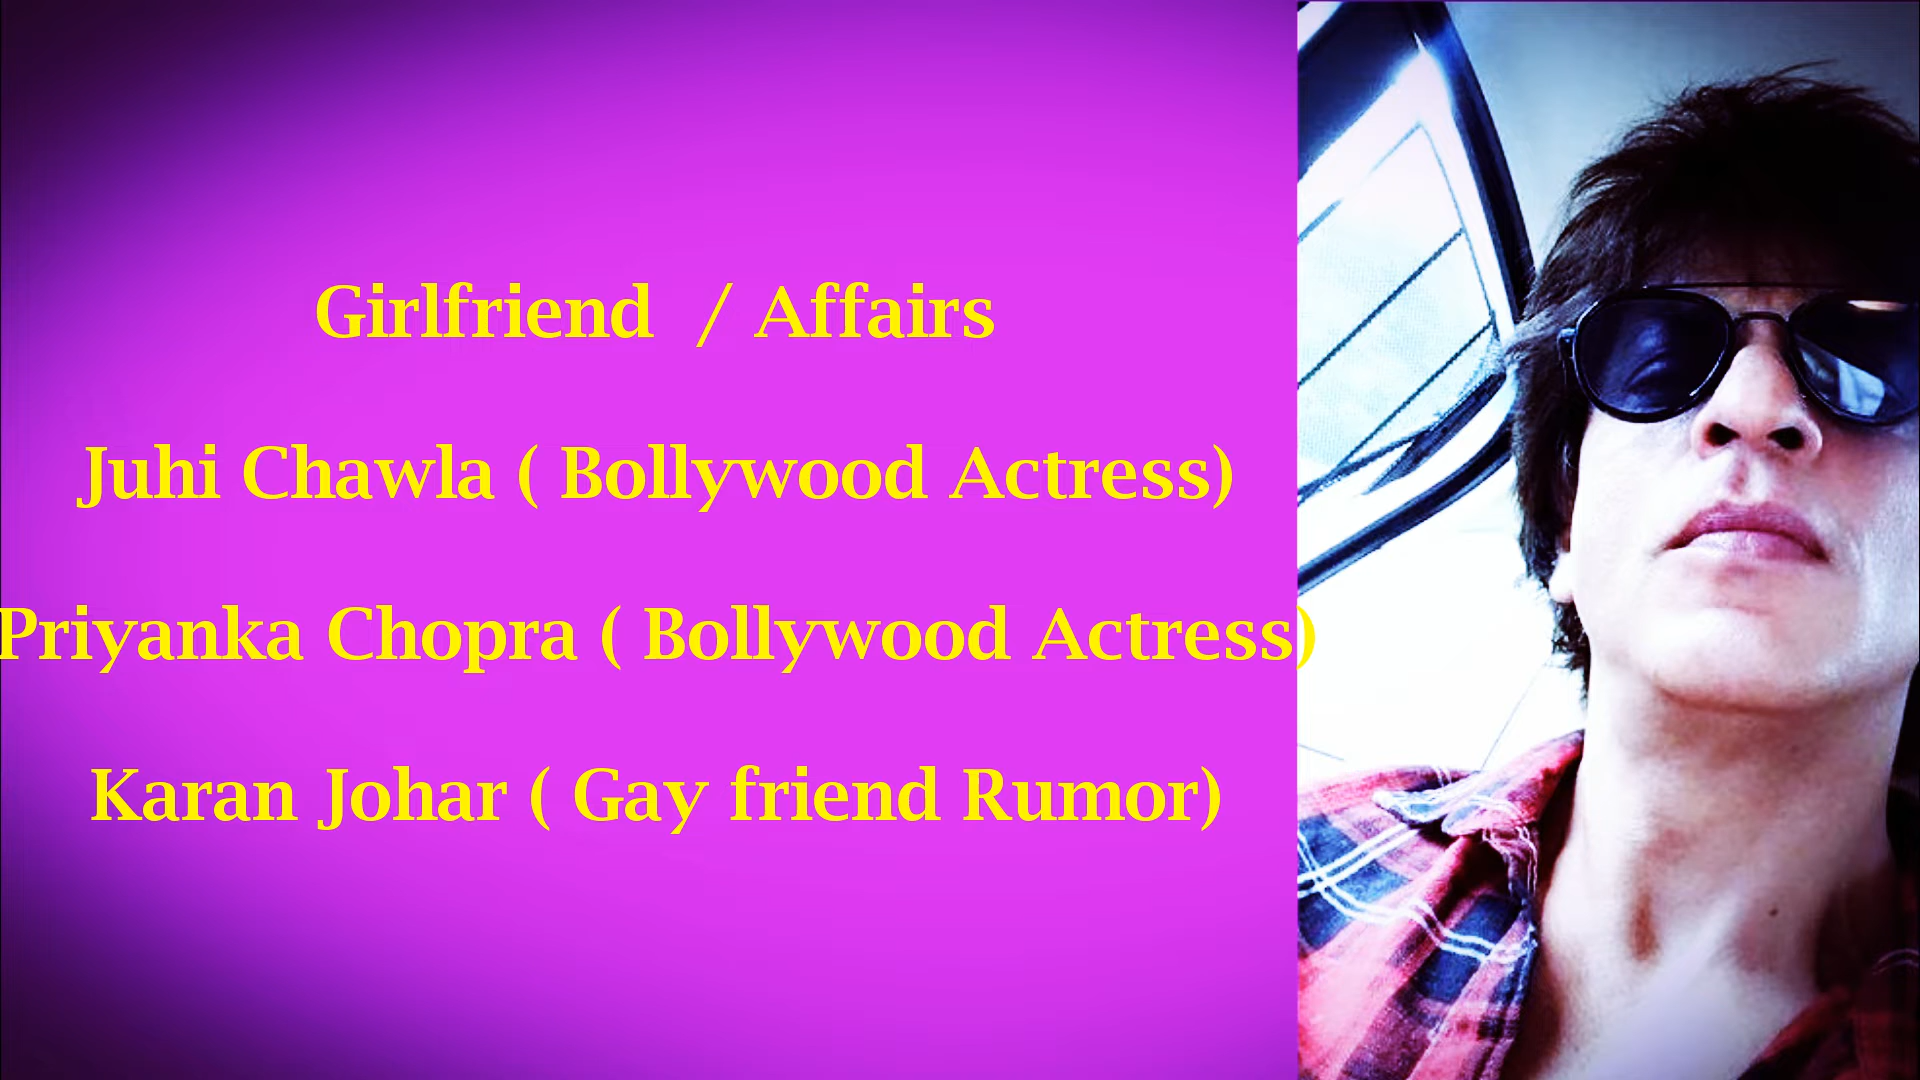 Girlfriend / Affairs
Juhi Chawla ( Bollywood Actress)
Priyanka Chopra ( Bollywood Actress)
Karan Johar ( Gay friend Rumor)